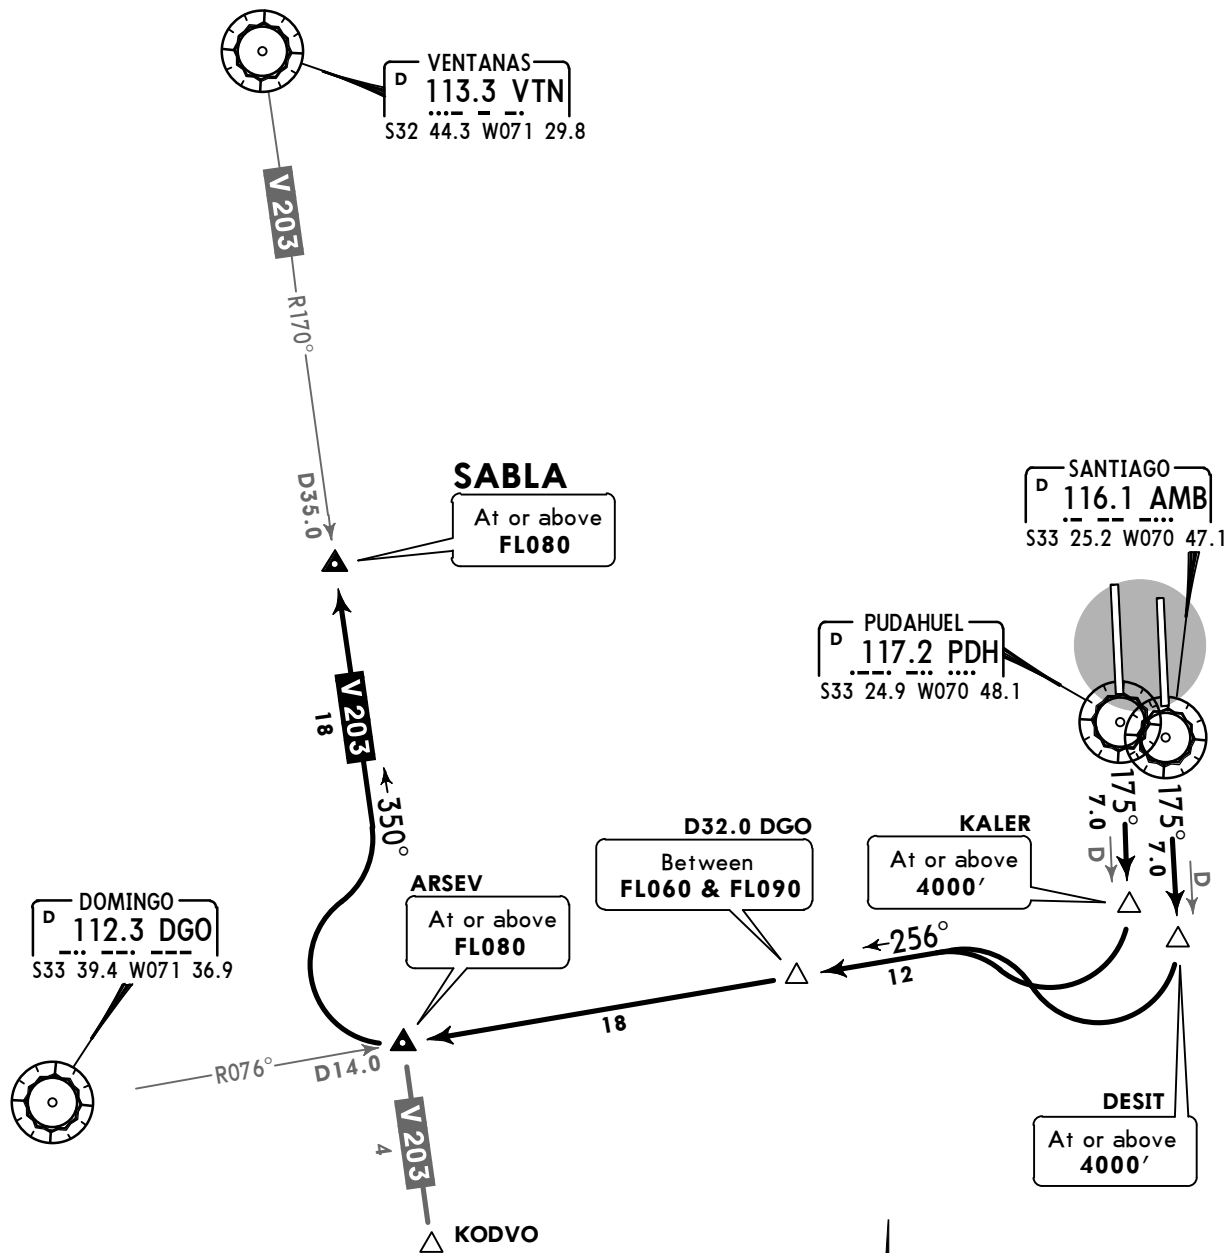 VENTANAS
D 113.3 VTN
S32 44.3 W071 29.8
V 203
R170°
D35.0
SABLA
At or above
FL080
SANTIAGO
D 116.1 AMB
S33 25.2 W070 47.1
PUDAHUEL
D 117.2 PDH
S33 24.9 W070 48.1
V 203
18
←350°
175°
7.0
D
175°
7.0
D
D32.0 DGO
Between
FL060 & FL090
KALER
At or above
4000′
ARSEV
At or above
FL080
DOMINGO
D 112.3 DGO
S33 39.4 W071 36.9
←256°
12
18
R076°
D14.0
V 203
4
DESIT
At or above
4000′
KODVO